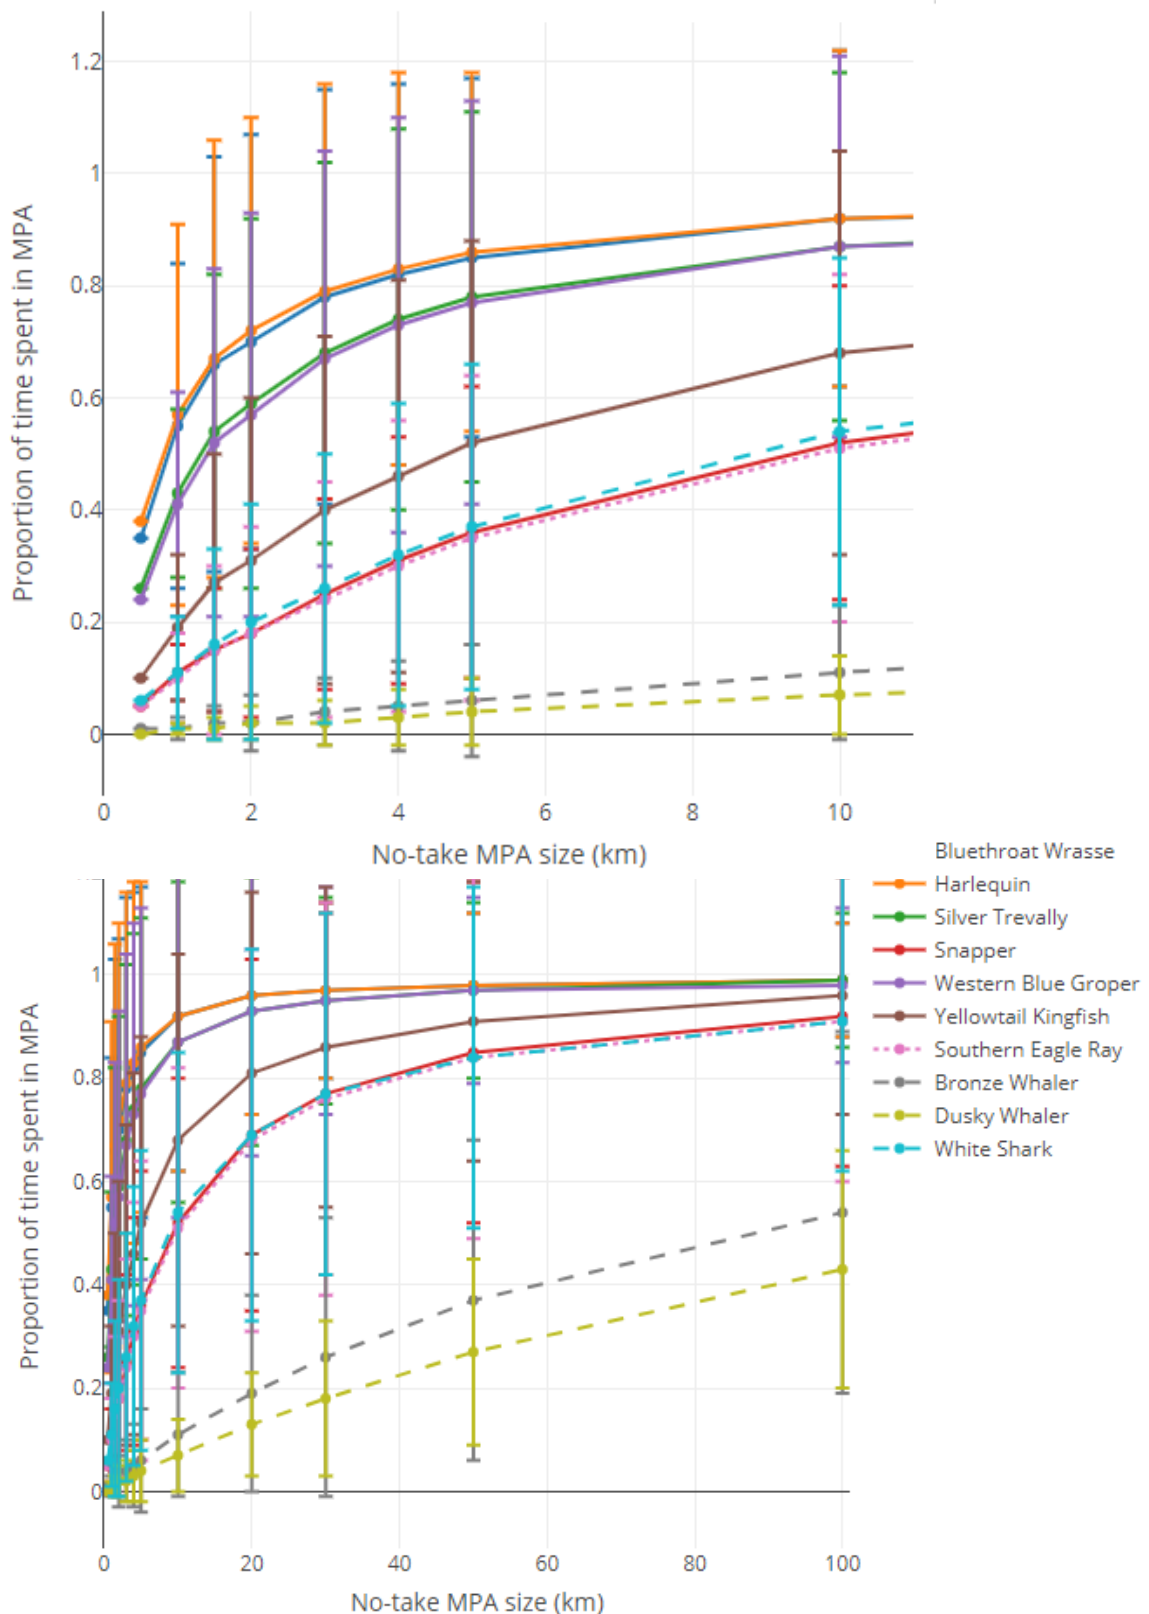 1.2
1
0.8
0.6
0.4
0.2
0
0 2 4 6 8 10
Proportion of time spent in MPA
No-take MPA size (km)
Bluethroat Wrasse
Harlequin
Silver Trevally
Snapper
Western Blue Groper
Yellowtail Kingfish
Southern Eagle Ray
Bronze Whaler
Dusky Whaler
White Shark
1
0.8
0.6
0.4
0.2
0
0 20 40 60 80 100
Proportion of time spent in MPA
No-take MPA size (km)